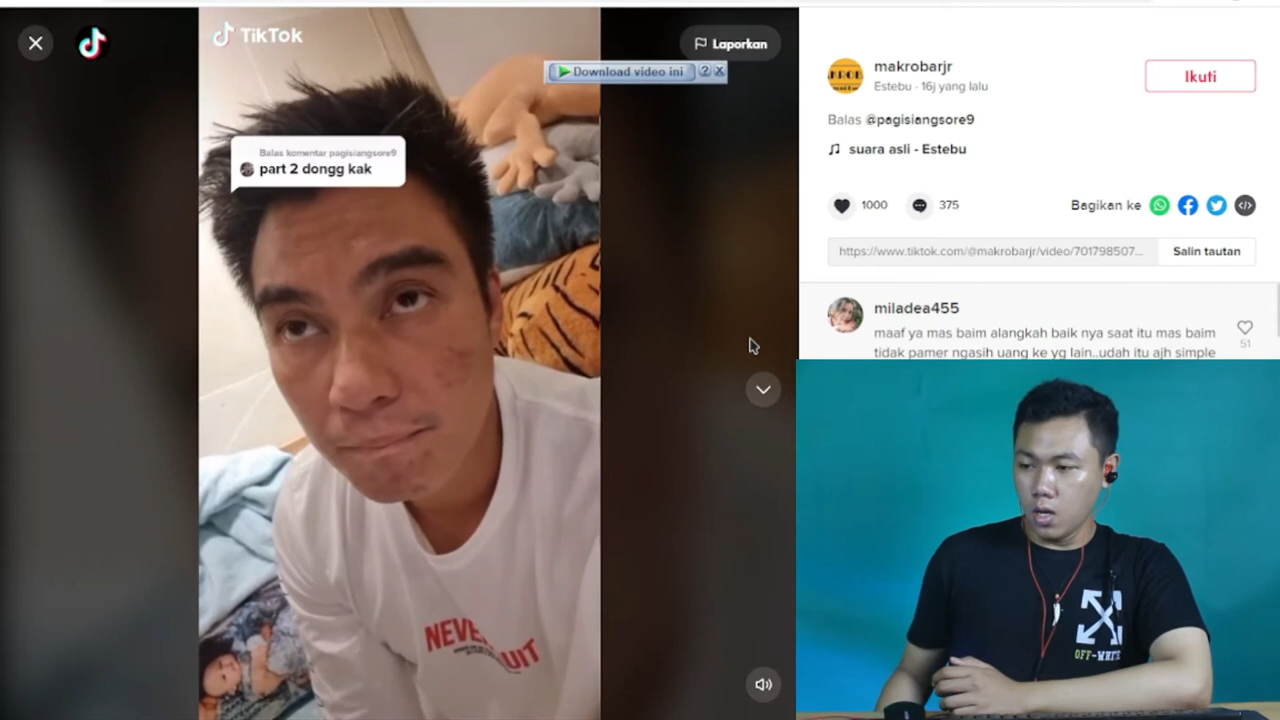 TikTok
Laporkan
Download video ini
Balas komentar pagisiangsore9
part 2 dongg kak
NEVE
UIT
makrobarjr
Ikuti
Estebu · 16j yang lalu
Balas @pagisiangsore9
suara asli - Estebu
1000
375
Bagikan ke
https://www.tiktok.com/@makrobarjr/video/701798507...
Salin tautan
miladea455
maaf ya mas baim alangkah baik nya saat itu mas baim
51
tidak pamer ngasih uang ke yg lain..udah itu ajh simple
OFF-WHITE